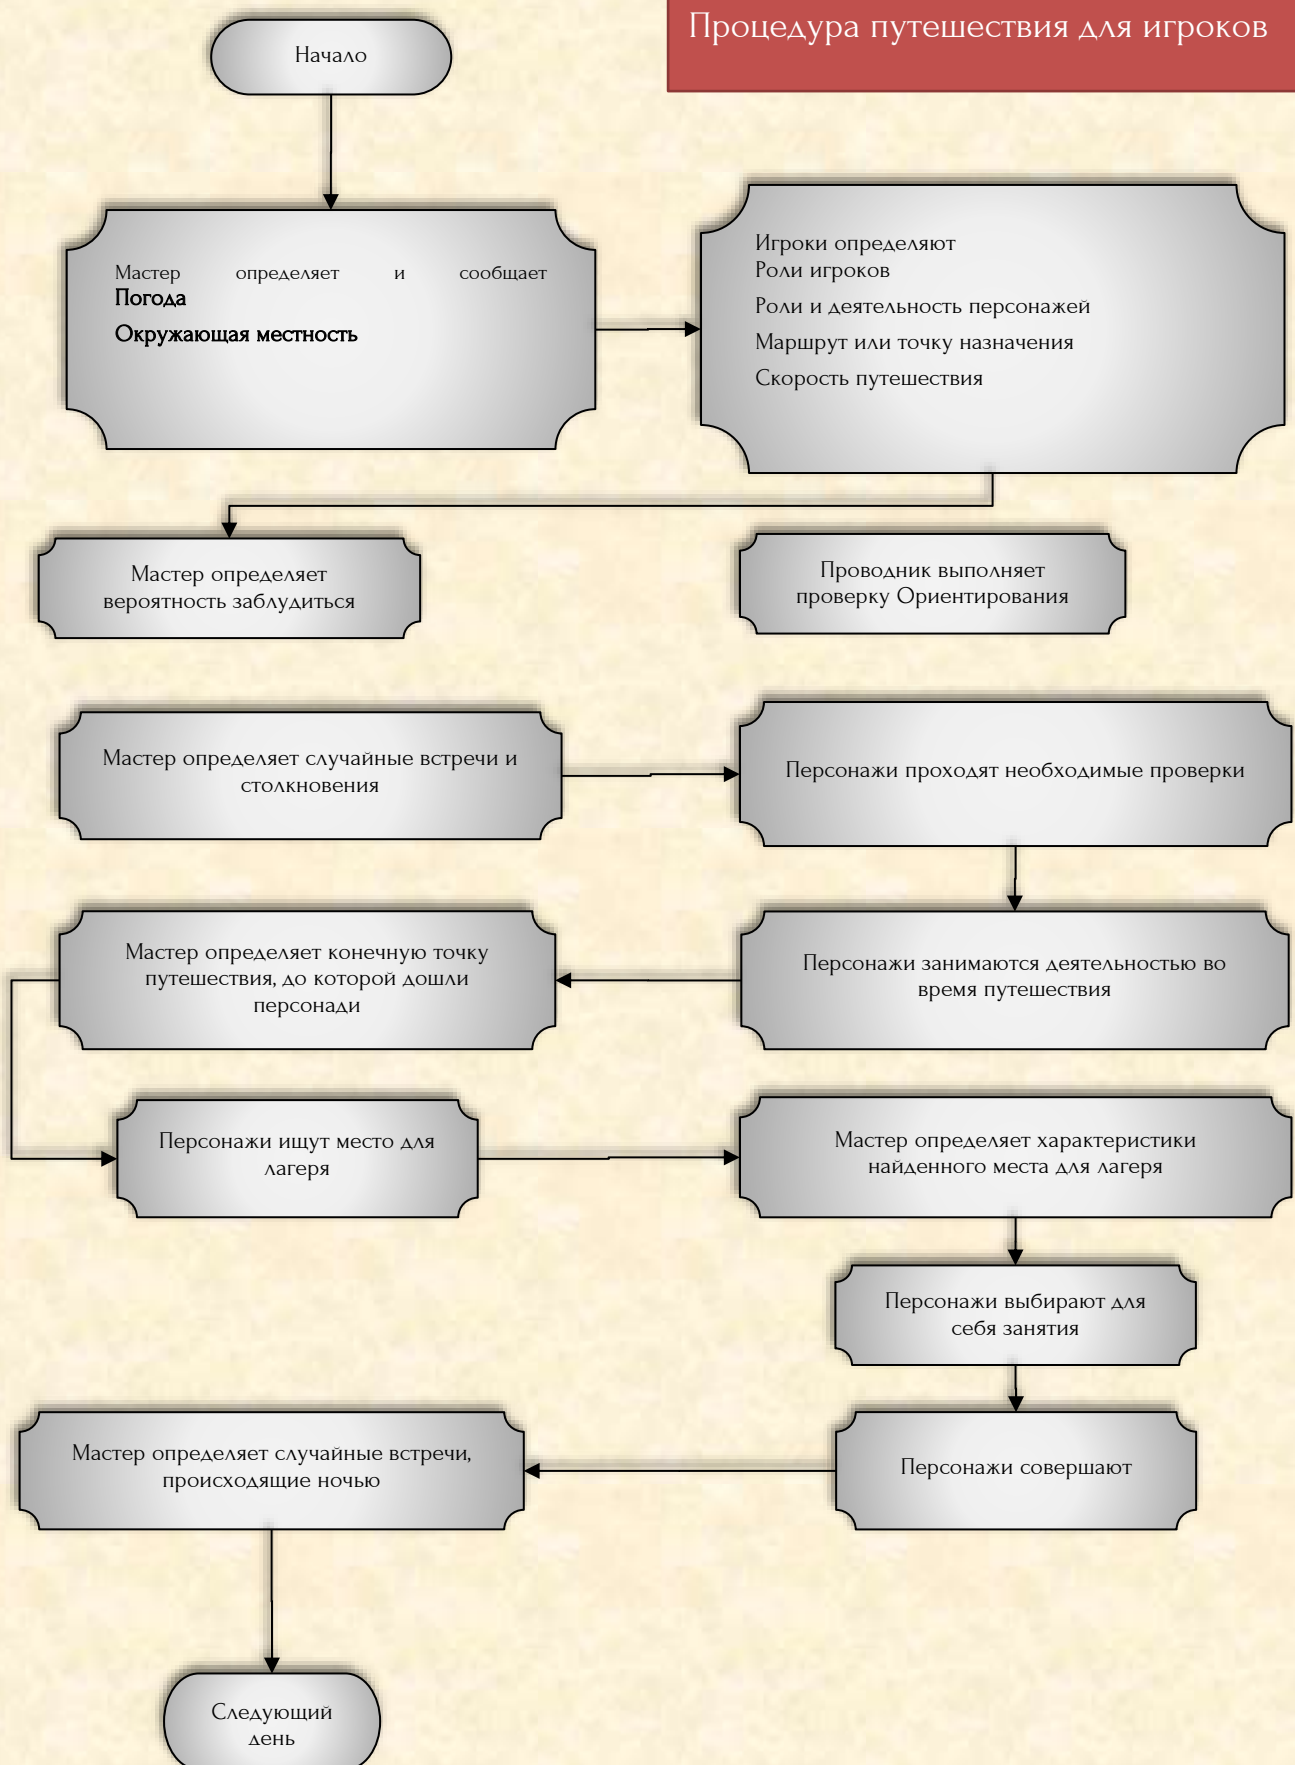 Процедура путешествия для игроков
Начало
Мастер определяет и сообщает
Погода
Окружающая местность
Игроки определяют
Роли игроков
Роли и деятельность персонажей
Маршрут или точку назначения
Скорость путешествия
Мастер определяет
вероятность заблудиться
Проводник выполняет
проверку Ориентирования
Мастер определяет случайные встречи и
столкновения
Персонажи проходят необходимые проверки
Мастер определяет конечную точку
путешествия, до которой дошли
персонади
Персонажи занимаются деятельностью во
время путешествия
Персонажи ищут место для
лагеря
Мастер определяет характеристики
найденного места для лагеря
Персонажи выбирают для
себя занятия
Мастер определяет случайные встречи,
происходящие ночью
Персонажи совершают
Следующий
день